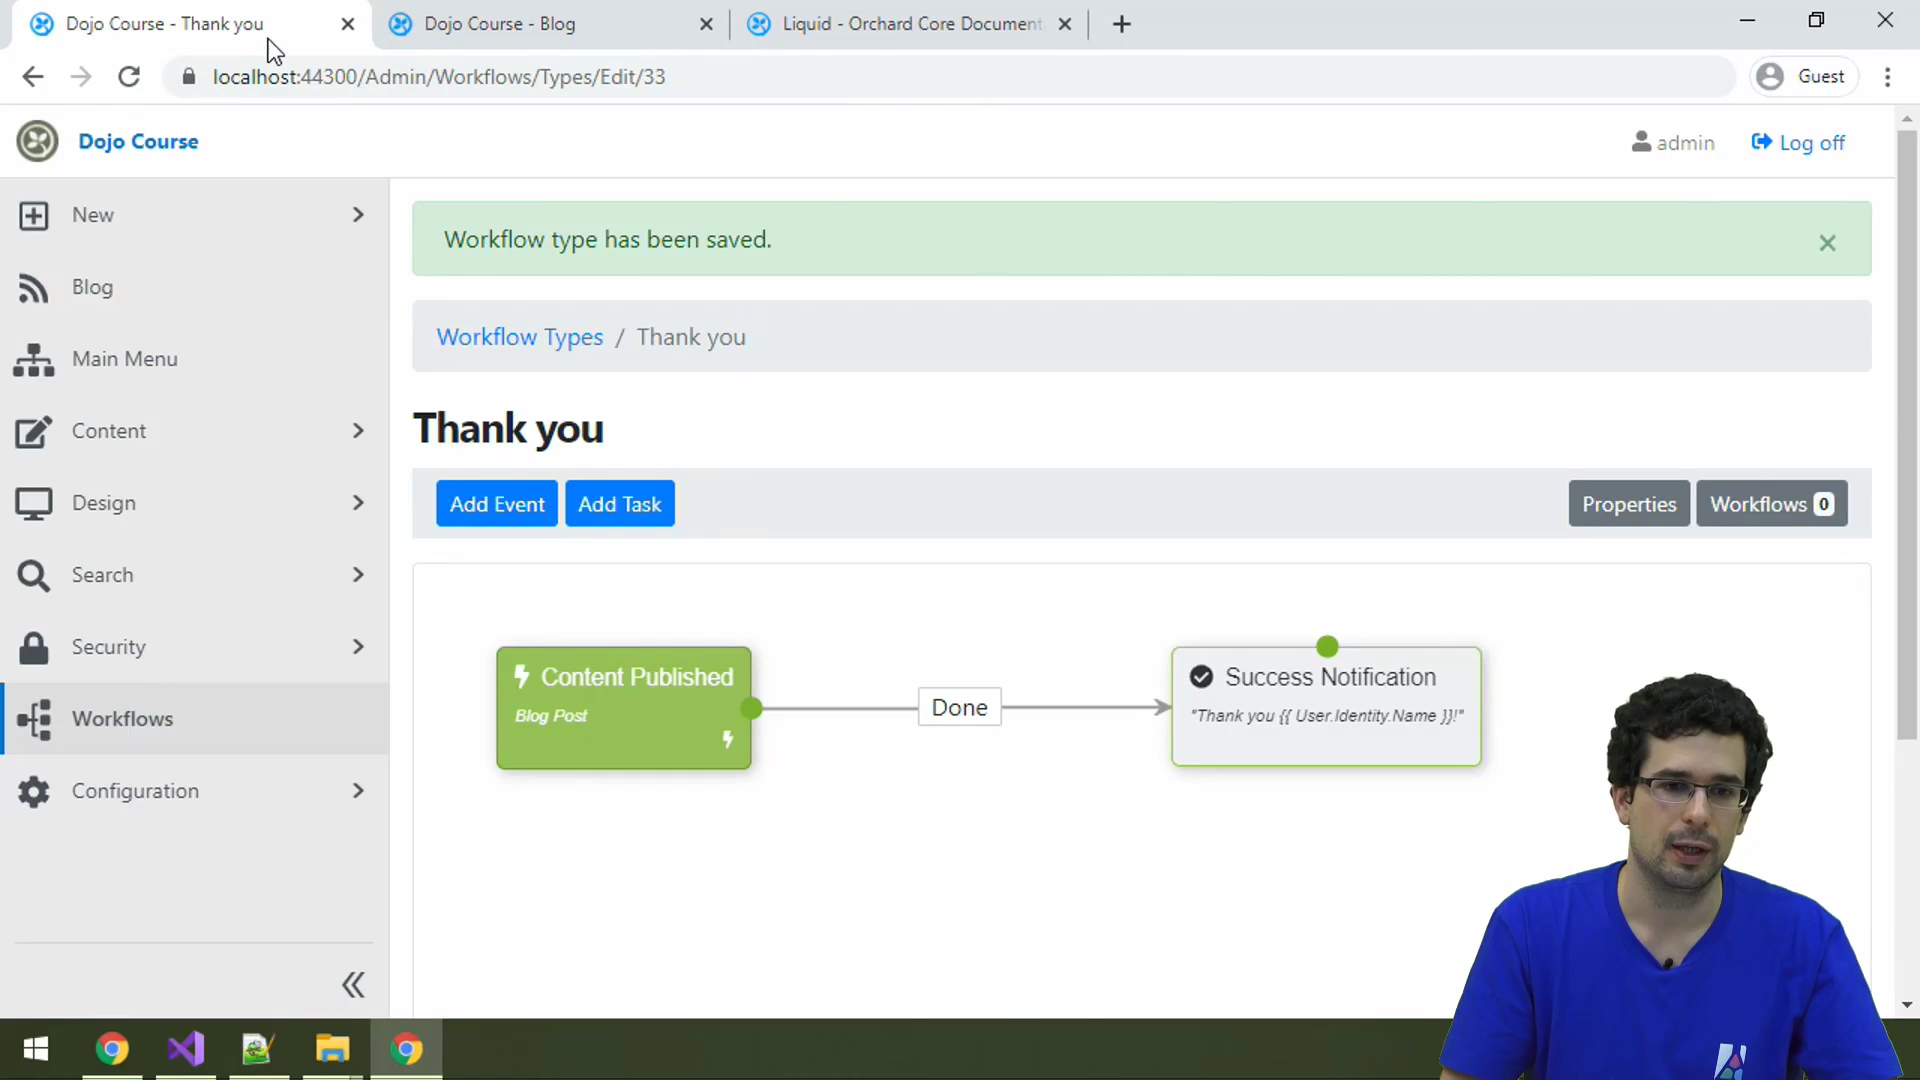 Dojo Course - Thank you
Dojo Course - Blog
Liquid - Orchard Core Document
localhost:44300/Admin/Workflows/Types/Edit/33
Guest
Dojo Course
admin
Log off
New
Blog
Main Menu
Content
Design
Search
Security
Workflows
Configuration
Workflow type has been saved.
Workflow Types / Thank you
Thank you
Add Event
Add Task
Properties
Workflows 0
Content Published
Blog Post
Done
Success Notification
"Thank you {{ User.Identity.Name }}!"